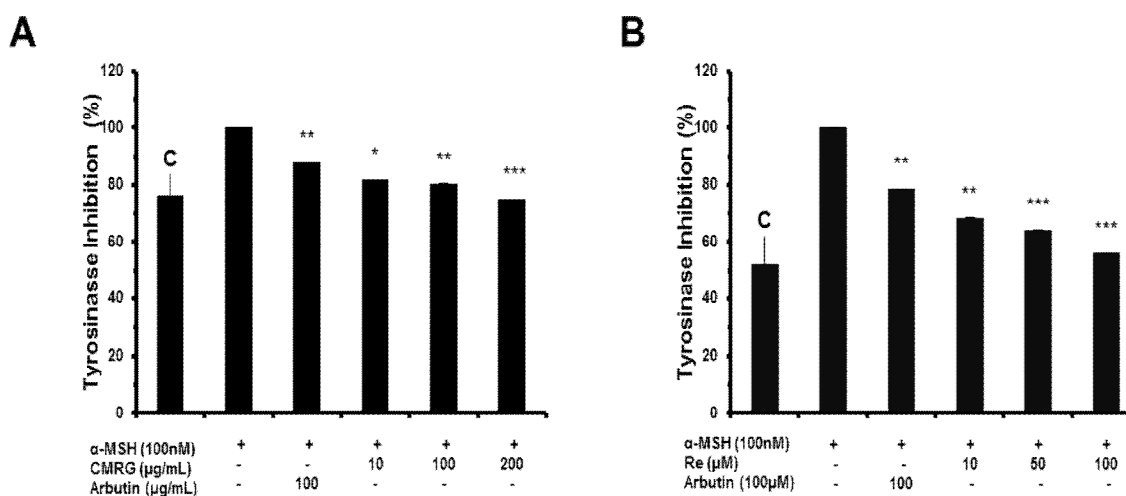 A
Tyrosinasse Inhibition (%)
120
100
80
60
40
20
0
C
**
*
**
***
α-MSH (100nM) + + + + +
CMRG (µg/mL) - - 10 100 200
Arbutin (µg/mL) - 100 - - -
B
Tyrosinase Inhibition (%)
120
100
80
60
40
20
0
C
**
**
***
***
α-MSH (100nM) + + + + +
Re (µM) - - 10 50 100
Arbutin (100µM) - 100 - - -